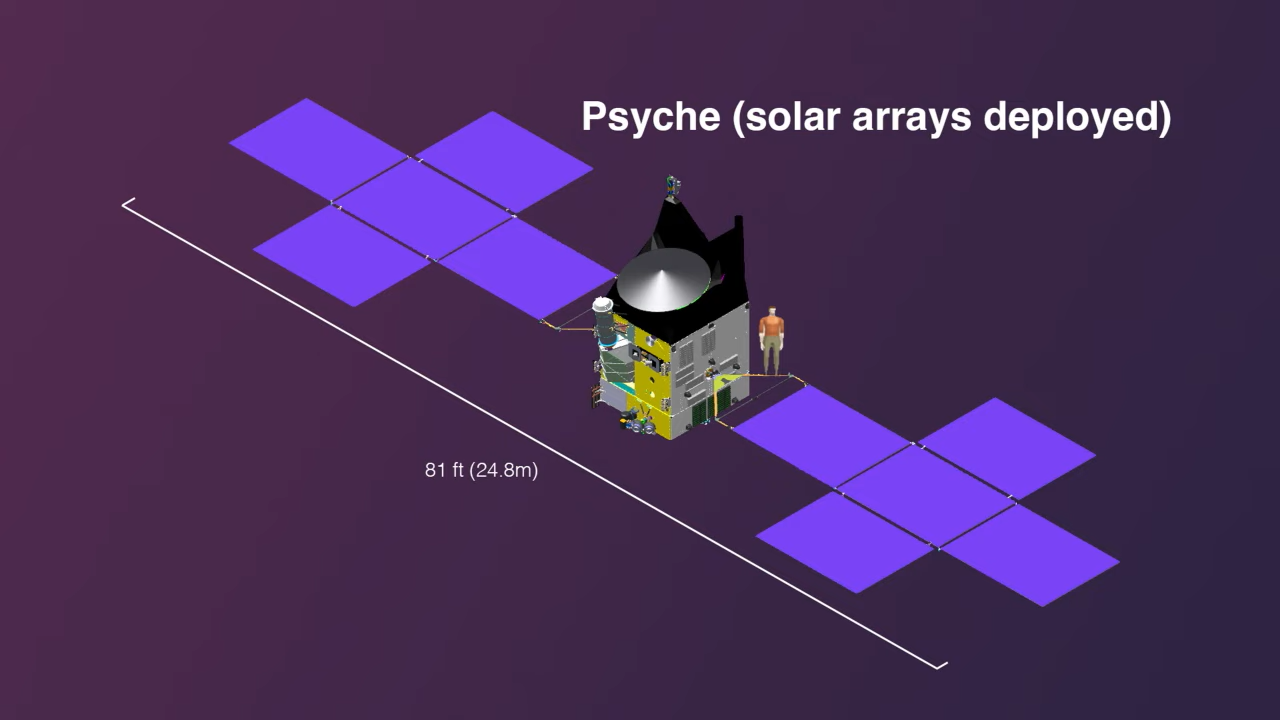 Psyche (solar arrays deployed)
81 ft (24.8m)